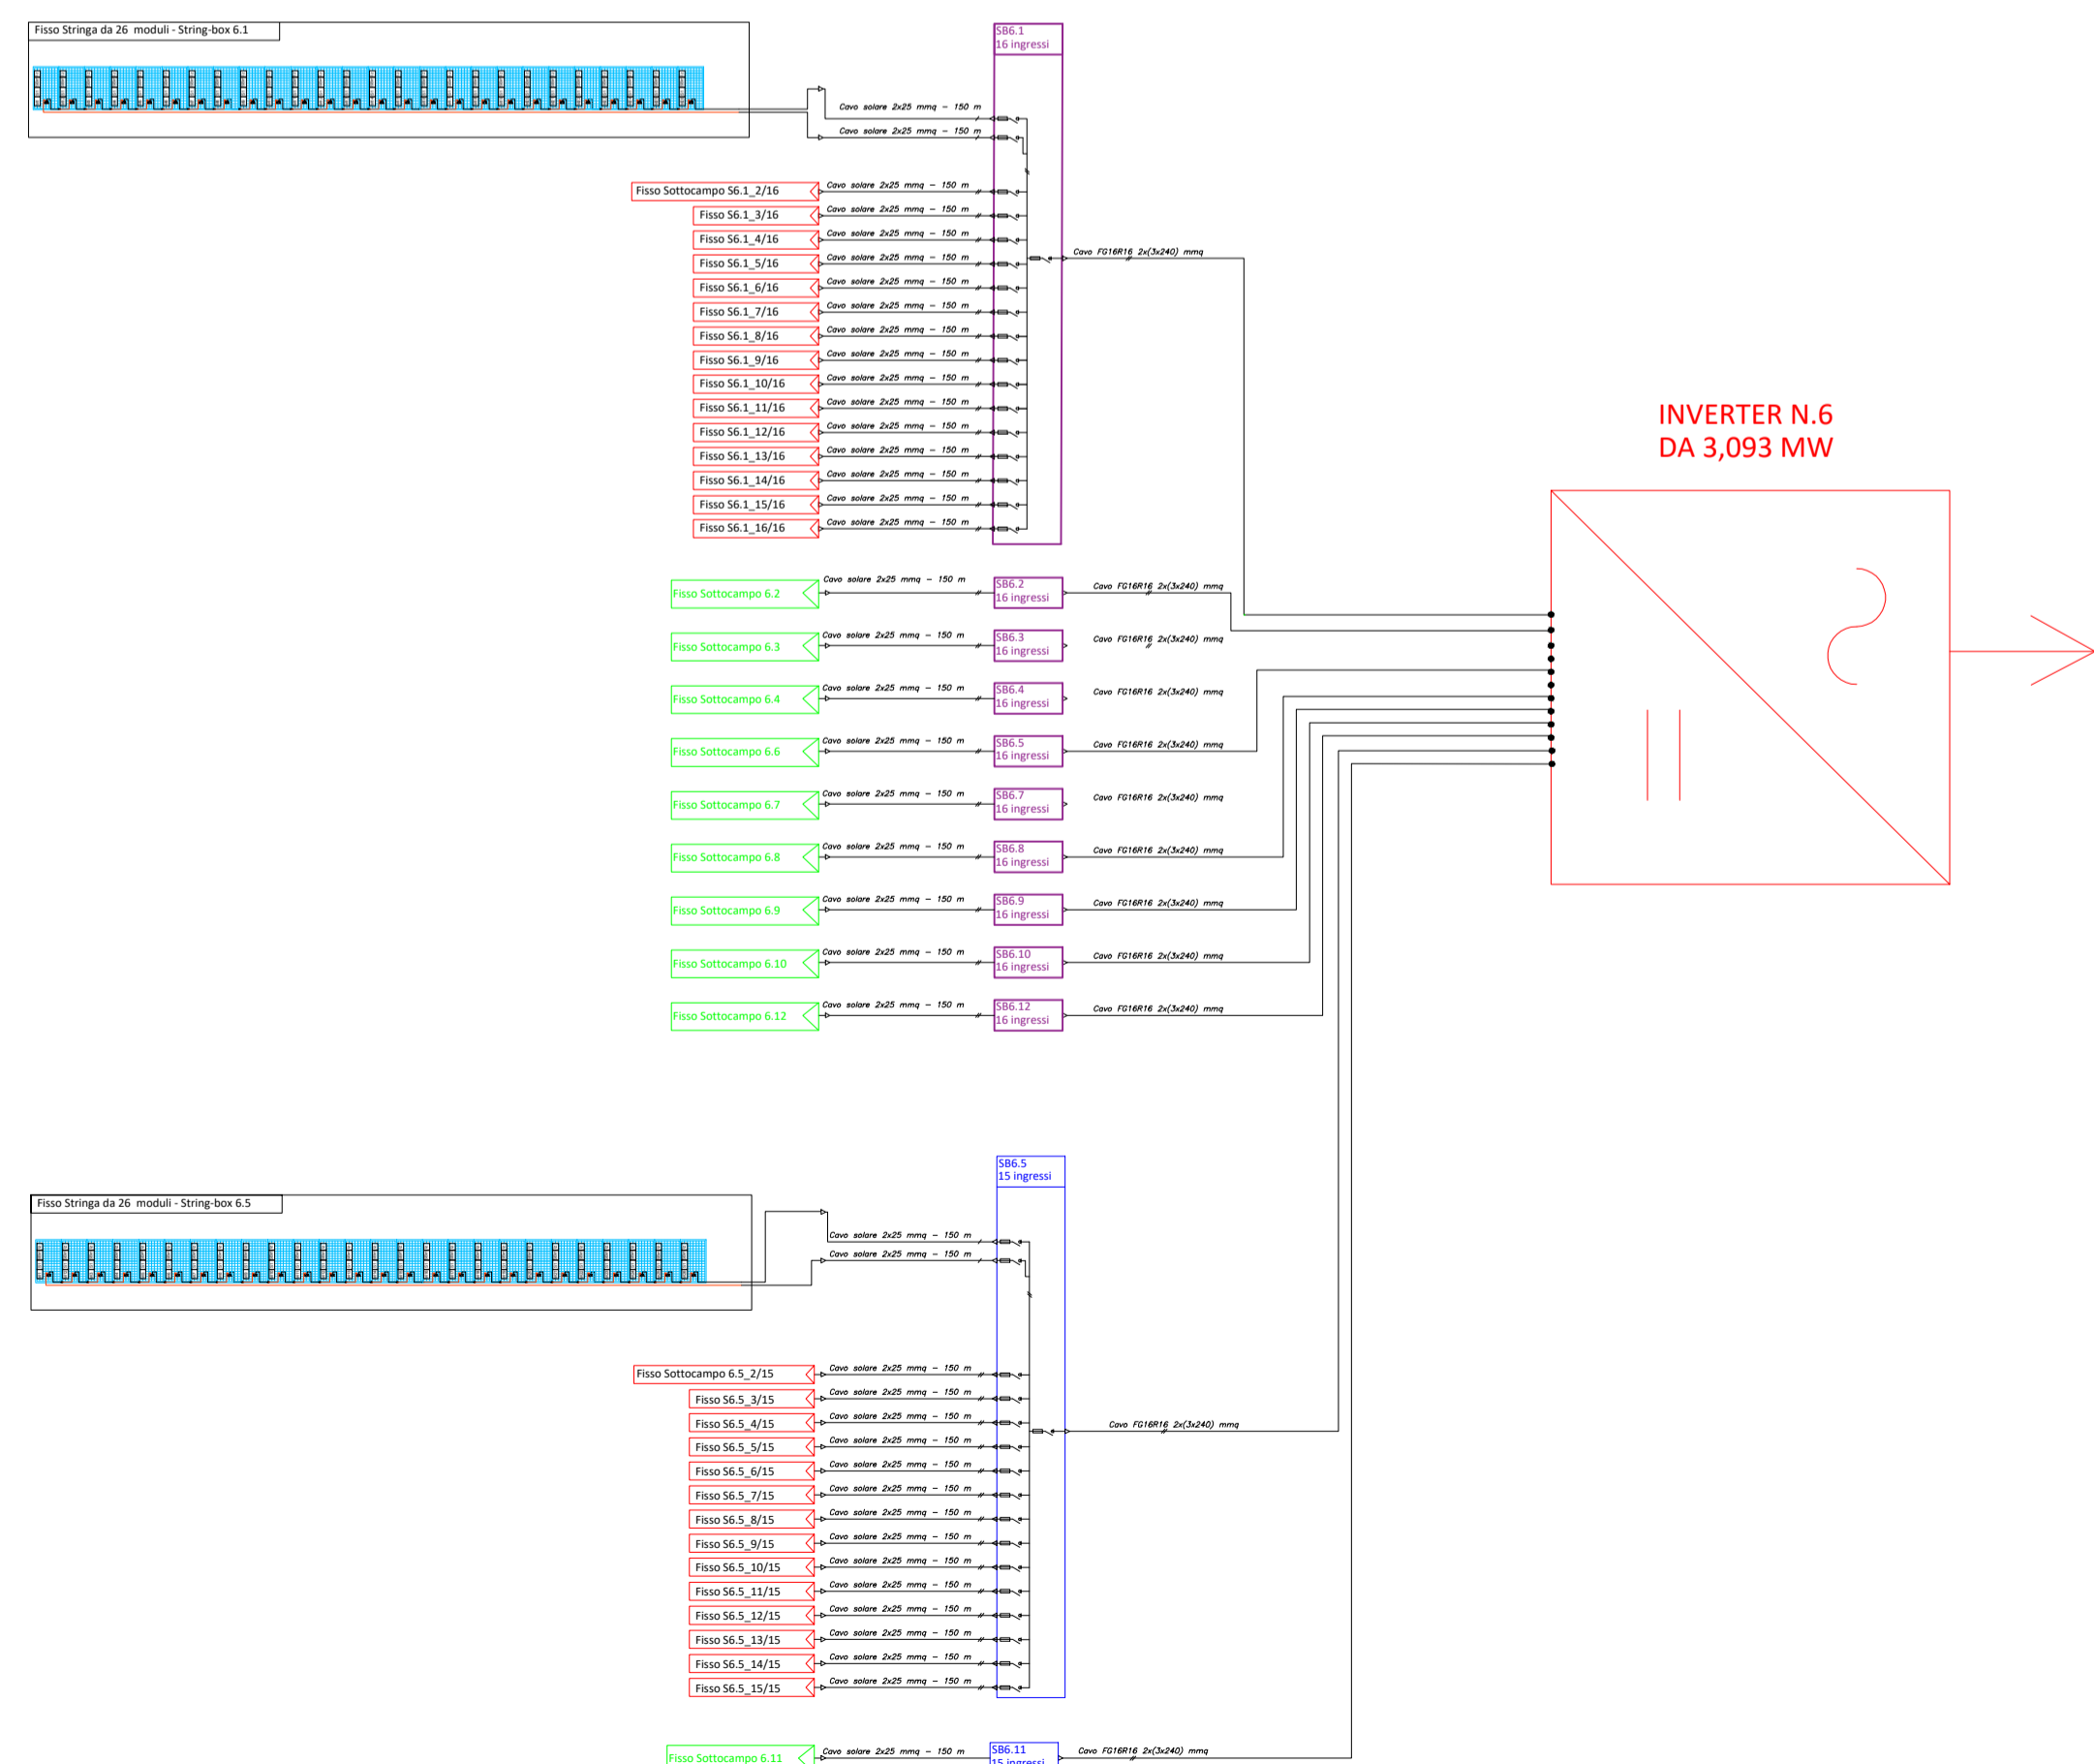 Fisso Stringa da 26 moduli - String-box 6.1
SB6.1
16 ingressi
Cavo solare 2x25 mmq - 150 m
Cavo solare 2x25 mmq - 150 m
Fisso Sottocampo S6.1_2/16 Cavo solare 2x25 mmq - 150 m
Fisso S6.1_3/16 Cavo solare 2x25 mmq - 150 m
Fisso S6.1_4/16 Cavo solare 2x25 mmq - 150 m
Cavo FG16R16 2x(3x240) mmq
Fisso S6.1_5/16 Cavo solare 2x25 mmq - 150 m
Fisso S6.1_6/16 Cavo solare 2x25 mmq - 150 m
Fisso S6.1_7/16 Cavo solare 2x25 mmq - 150 m
Fisso S6.1_8/16 Cavo solare 2x25 mmq - 150 m
Fisso S6.1_9/16 Cavo solare 2x25 mmq - 150 m
Fisso S6.1_10/16 Cavo solare 2x25 mmq - 150 m
Fisso S6.1_11/16 Cavo solare 2x25 mmq - 150 m
Fisso S6.1_12/16 Cavo solare 2x25 mmq - 150 m
Fisso S6.1_13/16 Cavo solare 2x25 mmq - 150 m
Fisso S6.1_14/16 Cavo solare 2x25 mmq - 150 m
Fisso S6.1_15/16 Cavo solare 2x25 mmq - 150 m
Fisso S6.1_16/16 Cavo solare 2x25 mmq - 150 m
INVERTER N.6
DA 3,093 MW
Fisso Sottocampo 6.2 Cavo solare 2x25 mmq - 150 m
SB6.2
16 ingressi
Cavo FG16R16 2x(3x240) mmq
Fisso Sottocampo 6.3 Cavo solare 2x25 mmq - 150 m
SB6.3
16 ingressi
Cavo FG16R16 2x(3x240) mmq
Fisso Sottocampo 6.4 Cavo solare 2x25 mmq - 150 m
SB6.4
16 ingressi
Cavo FG16R16 2x(3x240) mmq
Fisso Sottocampo 6.6 Cavo solare 2x25 mmq - 150 m
SB6.5
16 ingressi
Cavo FG16R16 2x(3x240) mmq
Fisso Sottocampo 6.7 Cavo solare 2x25 mmq - 150 m
SB6.7
16 ingressi
Cavo FG16R16 2x(3x240) mmq
Fisso Sottocampo 6.8 Cavo solare 2x25 mmq - 150 m
SB6.8
16 ingressi
Cavo FG16R16 2x(3x240) mmq
Fisso Sottocampo 6.9 Cavo solare 2x25 mmq - 150 m
SB6.9
16 ingressi
Cavo FG16R16 2x(3x240) mmq
Fisso Sottocampo 6.10 Cavo solare 2x25 mmq - 150 m
SB6.10
16 ingressi
Cavo FG16R16 2x(3x240) mmq
Fisso Sottocampo 6.12 Cavo solare 2x25 mmq - 150 m
SB6.12
16 ingressi
Cavo FG16R16 2x(3x240) mmq
Fisso Stringa da 26 moduli - String-box 6.5
SB6.5
15 ingressi
Cavo solare 2x25 mmq - 150 m
Cavo solare 2x25 mmq - 150 m
Fisso Sottocampo 6.5_2/15 Cavo solare 2x25 mmq - 150 m
Fisso S6.5_3/15 Cavo solare 2x25 mmq - 150 m
Fisso S6.5_4/15 Cavo solare 2x25 mmq - 150 m
Cavo FG16R16 2x(3x240) mmq
Fisso S6.5_5/15 Cavo solare 2x25 mmq - 150 m
Fisso S6.5_6/15 Cavo solare 2x25 mmq - 150 m
Fisso S6.5_7/15 Cavo solare 2x25 mmq - 150 m
Fisso S6.5_8/15 Cavo solare 2x25 mmq - 150 m
Fisso S6.5_9/15 Cavo solare 2x25 mmq - 150 m
Fisso S6.5_10/15 Cavo solare 2x25 mmq - 150 m
Fisso S6.5_11/15 Cavo solare 2x25 mmq - 150 m
Fisso S6.5_12/15 Cavo solare 2x25 mmq - 150 m
Fisso S6.5_13/15 Cavo solare 2x25 mmq - 150 m
Fisso S6.5_14/15 Cavo solare 2x25 mmq - 150 m
Fisso S6.5_15/15 Cavo solare 2x25 mmq - 150 m
Fisso Sottocampo 6.11 Cavo solare 2x25 mmq - 150 m
SB6.11
15 ingressi
Cavo FG16R16 2x(3x240) mmq